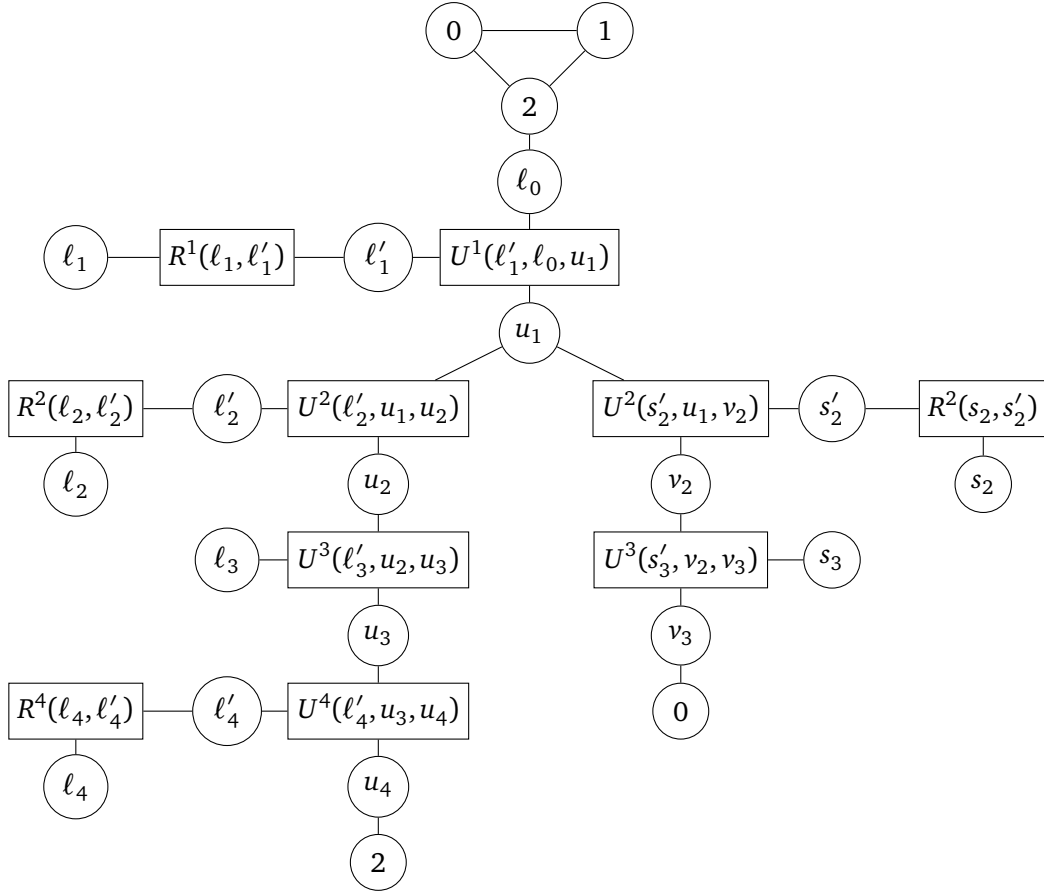 0 1
2
ℓ₀
ℓ₁ R¹(ℓ₁, ℓ′₁) ℓ′₁ U¹(ℓ′₁, ℓ₀, u₁)
u₁
R²(ℓ₂, ℓ′₂) ℓ′₂ U²(ℓ′₂, u₁, u₂) U²(s′₂, u₁, v₂) s′₂ R²(s₂, s′₂)
ℓ₂ u₂ v₂ s₂
ℓ₃ U³(ℓ′₃, u₂, u₃) U³(s′₃, v₂, v₃) s₃
u₃ v₃
R⁴(ℓ₄, ℓ′₄) ℓ′₄ U⁴(ℓ′₄, u₃, u₄) 0
ℓ₄ u₄
2